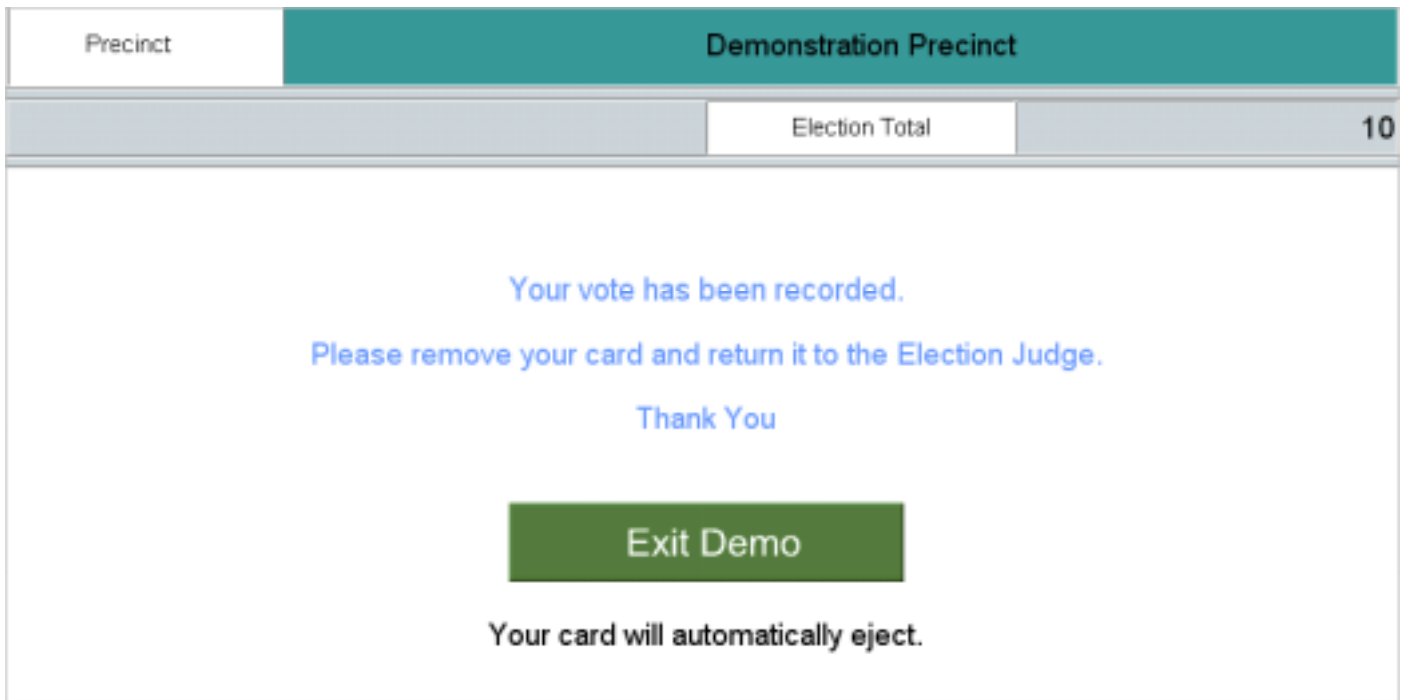 Precinct
Demonstration Precinct
Election Total
10
Your vote has been recorded.
Please remove your card and return it to the Election Judge.
Thank You
Exit Demo
Your card will automatically eject.